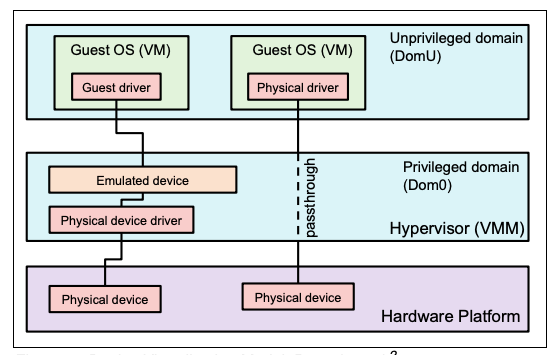 Unprivileged domain
(DomU)
Guest OS (VM)
Guest driver
Guest OS (VM)
Physical driver
Privileged domain
(Dom0)
Emulated device
Physical device driver
passthrough
Hypervisor (VMM)
Physical device
Physical device
Hardware Platform
2